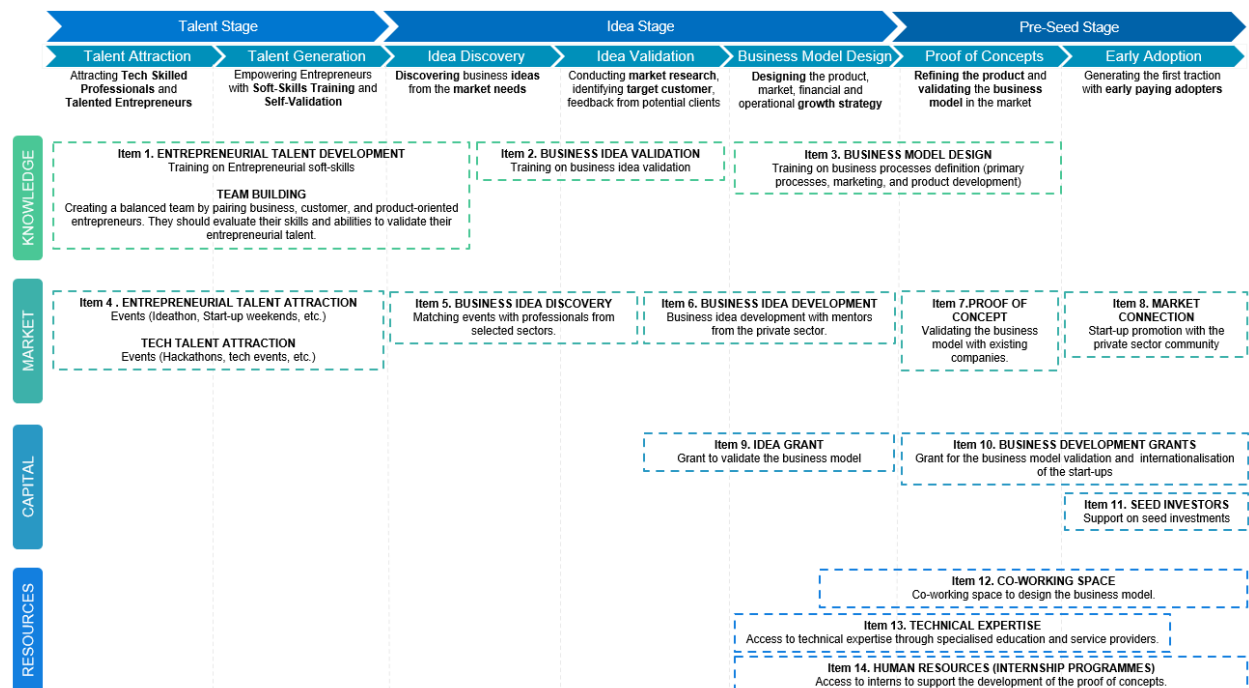 Talent Stage
Idea Stage
Pre-Seed Stage
Talent Attraction
Talent Generation
Idea Discovery
Idea Validation
Business Model Design
Proof of Concepts
Early Adoption
Attracting Tech Skilled
Professionals and
Talented Entrepreneurs
Empowering Entrepreneurs
with Soft-Skills Training and
Self-Validation
Discovering business ideas
from the market needs
Conducting market research,
identifying target customer,
feedback from potential clients
Designing the product,
market, financial and
operational growth strategy
Refining the product and
validating the business
model in the market
Generating the first traction
with early paying adopters
KNOWLEDGE
Item 1. ENTREPRENEURIAL TALENT DEVELOPMENT
Training on Entrepreneurial soft-skills
TEAM BUILDING
Creating a balanced team by pairing business, customer, and product-oriented
entrepreneurs. They should evaluate their skills and abilities to validate their
entrepreneurial talent.
Item 2. BUSINESS IDEA VALIDATION
Training on business idea validation
Item 3. BUSINESS MODEL DESIGN
Training on business processes definition (primary
processes, marketing, and product development)
MARKET
Item 4 . ENTREPRENEURIAL TALENT ATTRACTION
Events (Ideathon, Start-up weekends, etc.)
TECH TALENT ATTRACTION
Events (Hackathons, tech events, etc.)
Item 5. BUSINESS IDEA DISCOVERY
Matching events with professionals from
selected sectors.
Item 6. BUSINESS IDEA DEVELOPMENT
Business idea development with mentors
from the private sector.
Item 7.PROOF OF
CONCEPT
Validating the business
model with existing
companies.
Item 8. MARKET
CONNECTION
Start-up promotion with the
private sector community
CAPITAL
Item 9. IDEA GRANT
Grant to validate the business model
Item 10. BUSINESS DEVELOPMENT GRANTS
Grant for the business model validation and internationalisation
of the start-ups
Item 11. SEED INVESTORS
Support on seed investments
RESOURCES
Item 12. CO-WORKING SPACE
Co-working space to design the business model.
Item 13. TECHNICAL EXPERTISE
Access to technical expertise through specialised education and service providers.
Item 14. HUMAN RESOURCES (INTERNSHIP PROGRAMMES)
Access to interns to support the development of the proof of concepts.